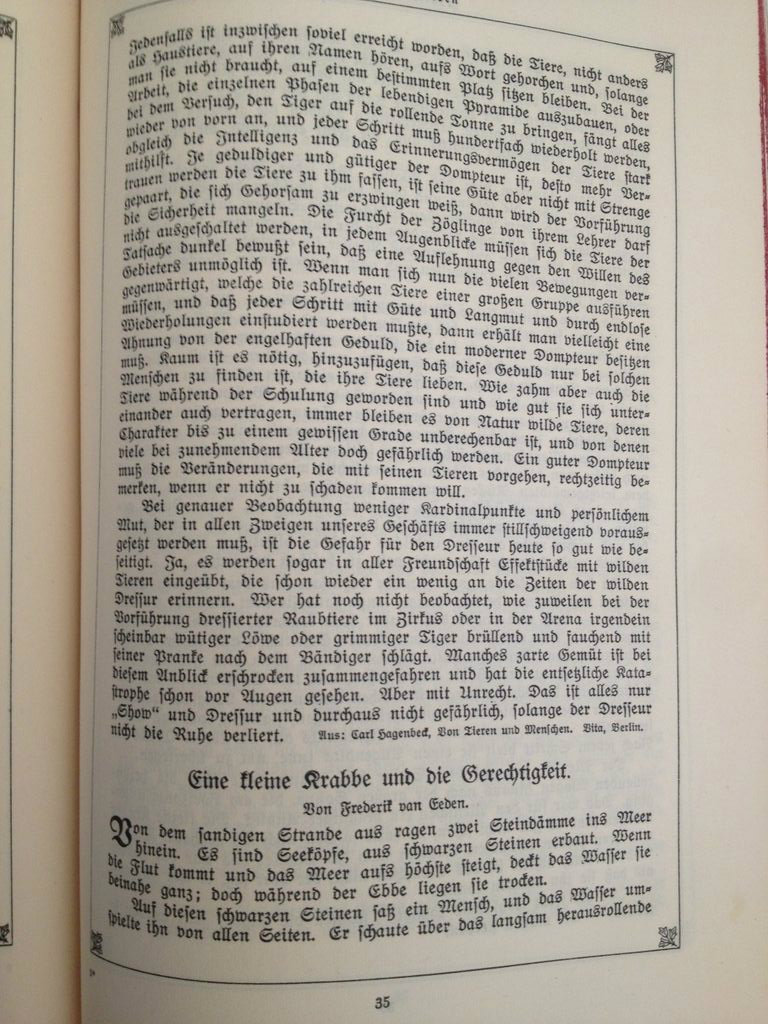 Jedenfalls ist inzwischen soviel erreicht worden, daß die Tiere, nicht anders
als Haustiere, auf ihren Namen hören, aufs Wort gehorchen und, solange
man sie nicht braucht, auf einem bestimmten Platz sitzen bleiben. Bei der
Arbeit, die einzelnen Phasen der lebendigen Pyramide auszubauen, oder
bei dem Versuch, den Tiger auf die rollende Tonne zu bringen, fängt alles
wieder von vorn an, und jeder Schritt muß hundertfach wiederholt werden,
obgleich die Intelligenz und das Erinnerungsvermögen der Tiere stark
mithilft. Je geduldiger und gütiger der Dompteur ist, desto mehr Ver-
trauen werden die Tiere zu ihm fassen, ist seine Güte aber nicht mit Strenge
gepaart, die sich Gehorsam zu erzwingen weiß, dann wird der Vorführung
die Sicherheit mangeln. Die Furcht der Zöglinge von ihrem Lehrer darf
nicht ausgeschaltet werden, in jedem Augenblicke müssen sich die Tiere der
Tatsache dunkel bewußt sein, daß eine Auflehnung gegen den Willen des
Gebieters unmöglich ist. Wenn man sich nun die vielen Bewegungen ver-
gegenwärtigt, welche die zahlreichen Tiere einer großen Gruppe ausführen
müssen, und daß jeder Schritt mit Güte und Langmut und durch endlose
Wiederholungen einstudiert werden mußte, dann erhält man vielleicht eine
Ahnung von der engelhaften Geduld, die ein moderner Dompteur besitzen
muß. Kaum ist es nötig, hinzuzufügen, daß diese Geduld nur bei solchen
Menschen zu finden ist, die ihre Tiere lieben. Wie zahm aber auch die
Tiere während der Schulung geworden sind und wie gut sie sich unter-
einander auch vertragen, immer bleiben es von Natur wilde Tiere, deren
Charakter bis zu einem gewissen Grade unberechenbar ist, und von denen
viele bei zunehmendem Alter doch gefährlich werden. Ein guter Dompteur
muß die Veränderungen, die mit seinen Tieren vorgehen, rechtzeitig be-
merken, wenn er nicht zu schaden kommen will.
Bei genauer Beobachtung weniger Kardinalpunkte und persönlichem
Mut, der in allen Zweigen unseres Geschäfts immer stillschweigend voraus-
gesetzt werden muß, ist die Gefahr für den Dresseur heute so gut wie be-
seitigt. Ja, es werden sogar in aller Freundschaft Effektstücke mit wilden
Tieren eingeübt, die schon wieder ein wenig an die Zeiten der wilden
Dressur erinnern. Wer hat noch nicht beobachtet, wie zuweilen bei der
Vorführung dressierter Raubtiere im Zirkus oder in der Arena irgendein
scheinbar wütiger Löwe oder grimmiger Tiger brüllend und fauchend mit
seiner Pranke nach dem Bändiger schlägt. Manches zarte Gemüt ist bei
diesem Anblick erschrocken zusammengefahren und hat die entsetzliche Kata-
strophe schon vor Augen gesehen. Aber mit Unrecht. Das ist alles nur
„Show“ und Dressur und durchaus nicht gefährlich, solange der Dresseur
nicht die Ruhe verliert. Aus: Carl Hagenbeck, Von Tieren und Menschen. Vita, Berlin.
Eine kleine Krabbe und die Gerechtigkeit.
Von Frederik van Eeden.
Von dem sandigen Strande aus ragen zwei Steindämme ins Meer
hinein. Es sind Seeköpfe, aus schwarzen Steinen erbaut. Wenn
die Flut kommt und das Meer aufs höchste steigt, deckt das Wasser sie
beinahe ganz; doch während der Ebbe liegen sie trocken.
Auf diesen schwarzen Steinen saß ein Mensch, und das Wasser um-
spielte ihn von allen Seiten. Er schaute über das langsam herausrollende
35